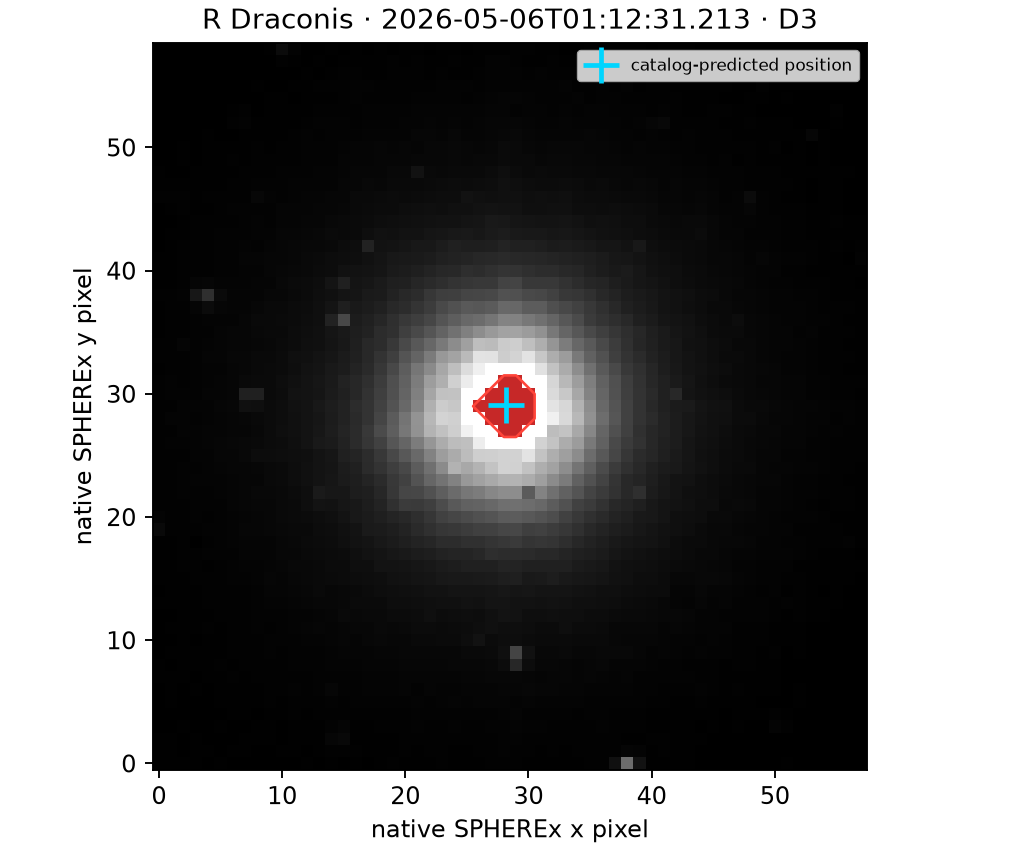 R Draconis · 2026-05-06T01:12:31.213 · D3
catalog-predicted position
native SPHEREx y pixel
50
40
30
20
10
0
0 10 20 30 40 50
native SPHEREx x pixel